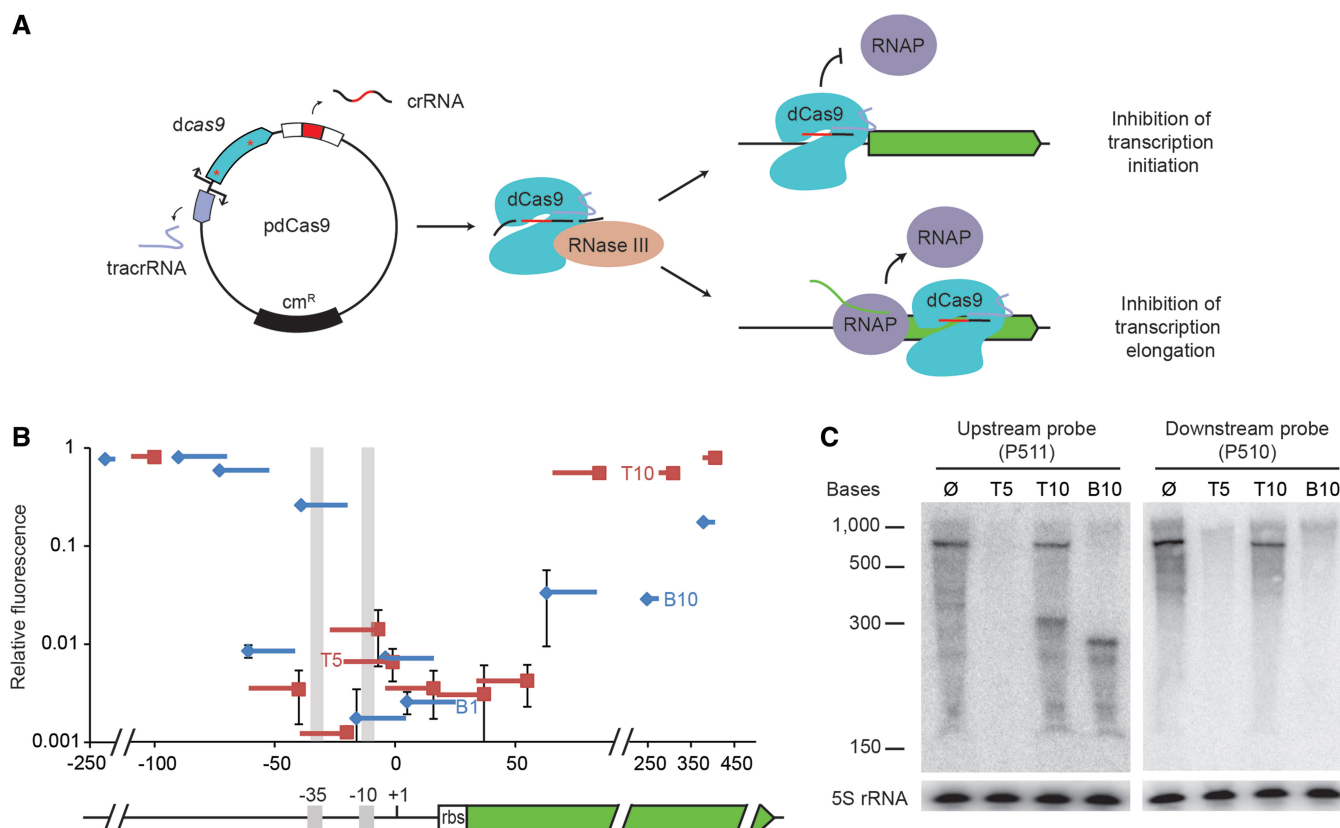 A
dcas9
crRNA
pdCas9
tracrRNA
cmR
dCas9
RNase III
RNAP
dCas9
Inhibition of
transcription
initiation
RNAP
dCas9
RNAP
Inhibition of
transcription
elongation
B
Relative fluorescence
1
0.1
0.01
0.001
T10
B10
T5
B1
-250
-100
-50
0
50
250
350
450
-35
-10
+1
rbs
C
Upstream probe
(P511)
Downstream probe
(P510)
Bases
Ø T5 T10 B10
Ø T5 T10 B10
1,000
500
300
150
5S rRNA